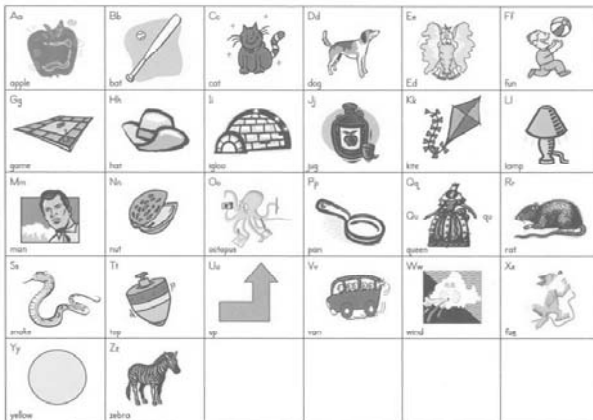 Aa
apple
Bb
bat
Cc
cat
Dd
dog
Ee
Ed
Ff
fun
Gg
game
Hh
hat
Ii
igloo
Jj
jug
Kk
kite
Ll
lamp
Mm
man
Nn
nut
Oo
octopus
Pp
pan
Qq
Qu qu
queen
Rr
rat
Ss
snake
Tt
top
Uu
up
Vv
van
Ww
wind
Xx
fox
Yy
yellow
Zz
zebra